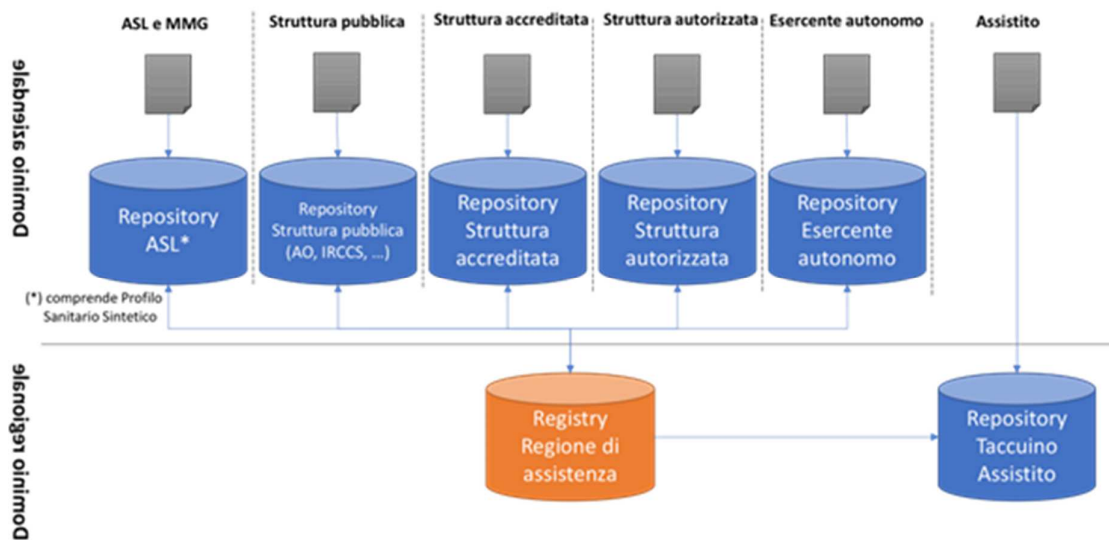 ASL e MMG
Struttura pubblica
Struttura accreditata
Struttura autorizzata
Esercente autonomo
Assistito
Dominio aziendale
Repository
ASL*
Repository
Struttura pubblica
(AO, IRCCS, ...)
Repository
Struttura
accreditata
Repository
Struttura
autorizzata
Repository
Esercente
autonomo
(*) comprende Profilo
Sanitario Sintetico
Dominio regionale
Registry
Regione di
assistenza
Repository
Taccuino
Assistito